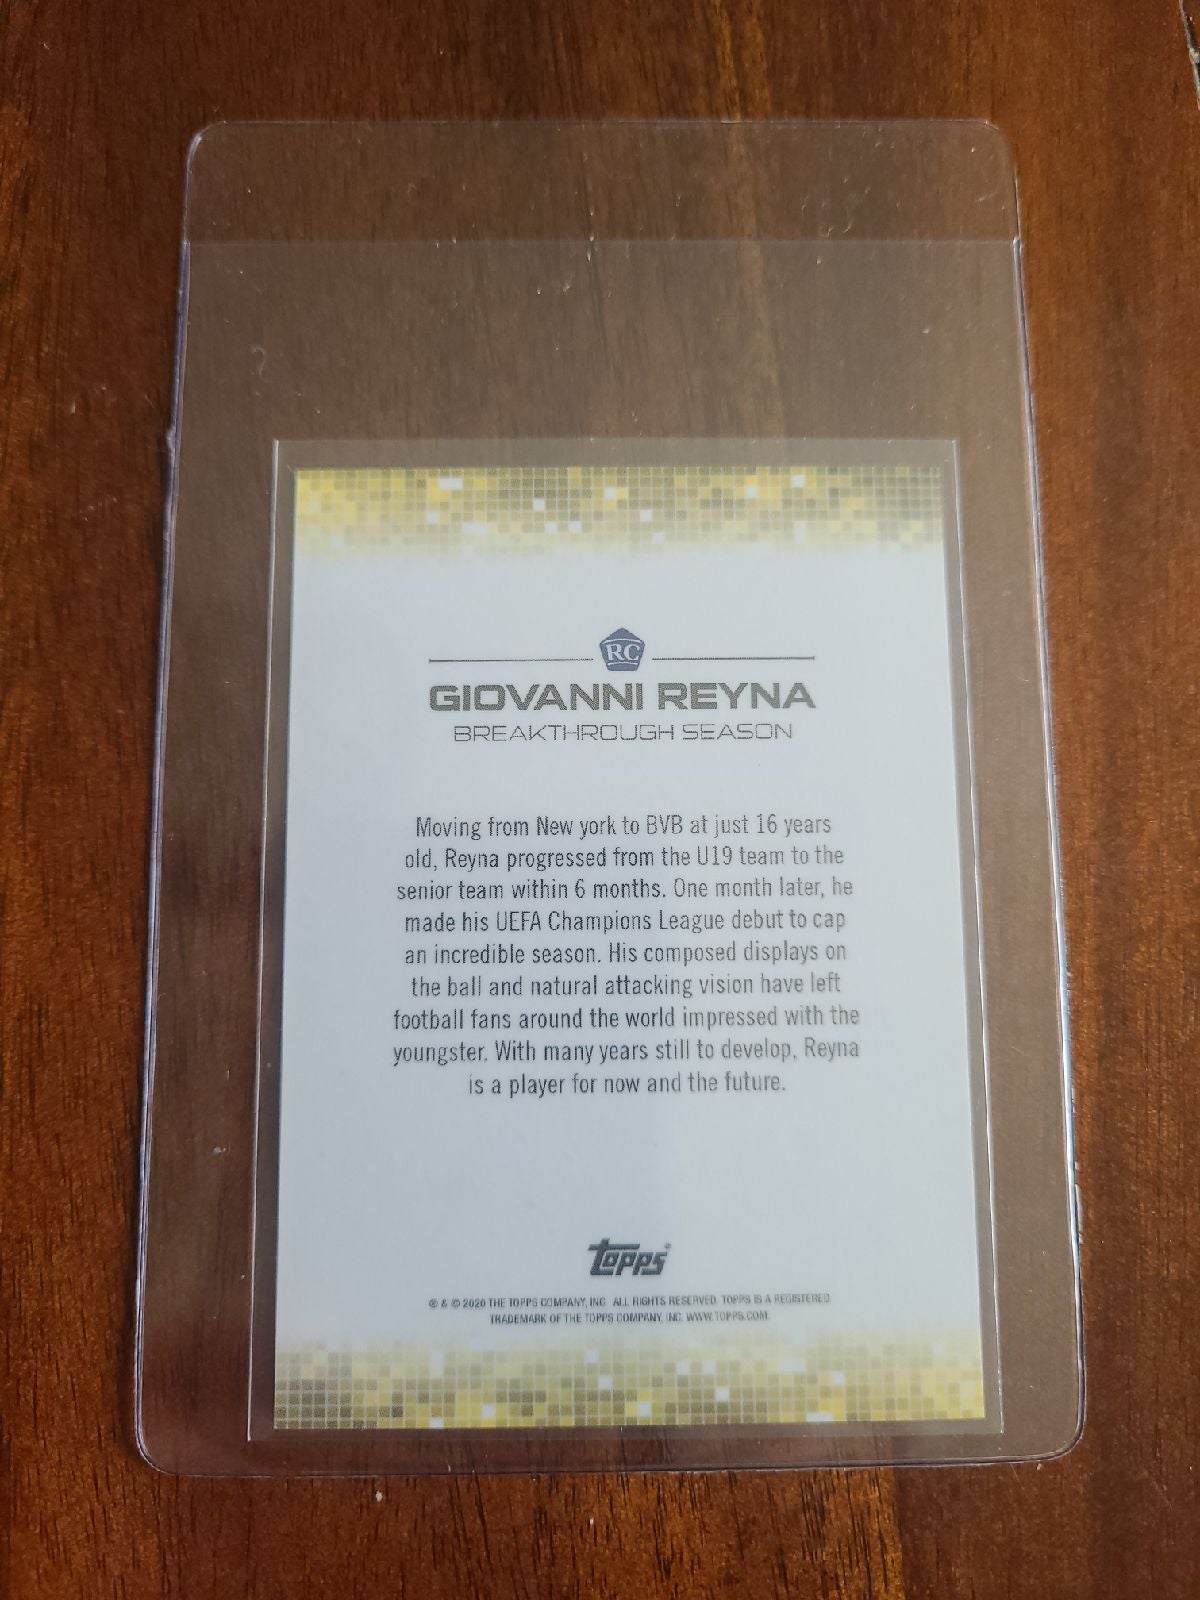 RC
GIOVANNI REYNA
BREAKTHROUGH SEASON
Moving from New york to BVB at just 16 years
old, Reyna progressed from the U19 team to the
senior team within 6 months. One month later, he
made his UEFA Champions League debut to cap
an incredible season. His composed displays on
the ball and natural attacking vision have left
football fans around the world impressed with the
youngster. With many years still to develop, Reyna
is a player for now and the future.
topps®
® & © 2020 THE TOPPS COMPANY, INC. ALL RIGHTS RESERVED. TOPPS IS A REGISTERED
TRADEMARK OF THE TOPPS COMPANY, INC. WWW.TOPPS.COM